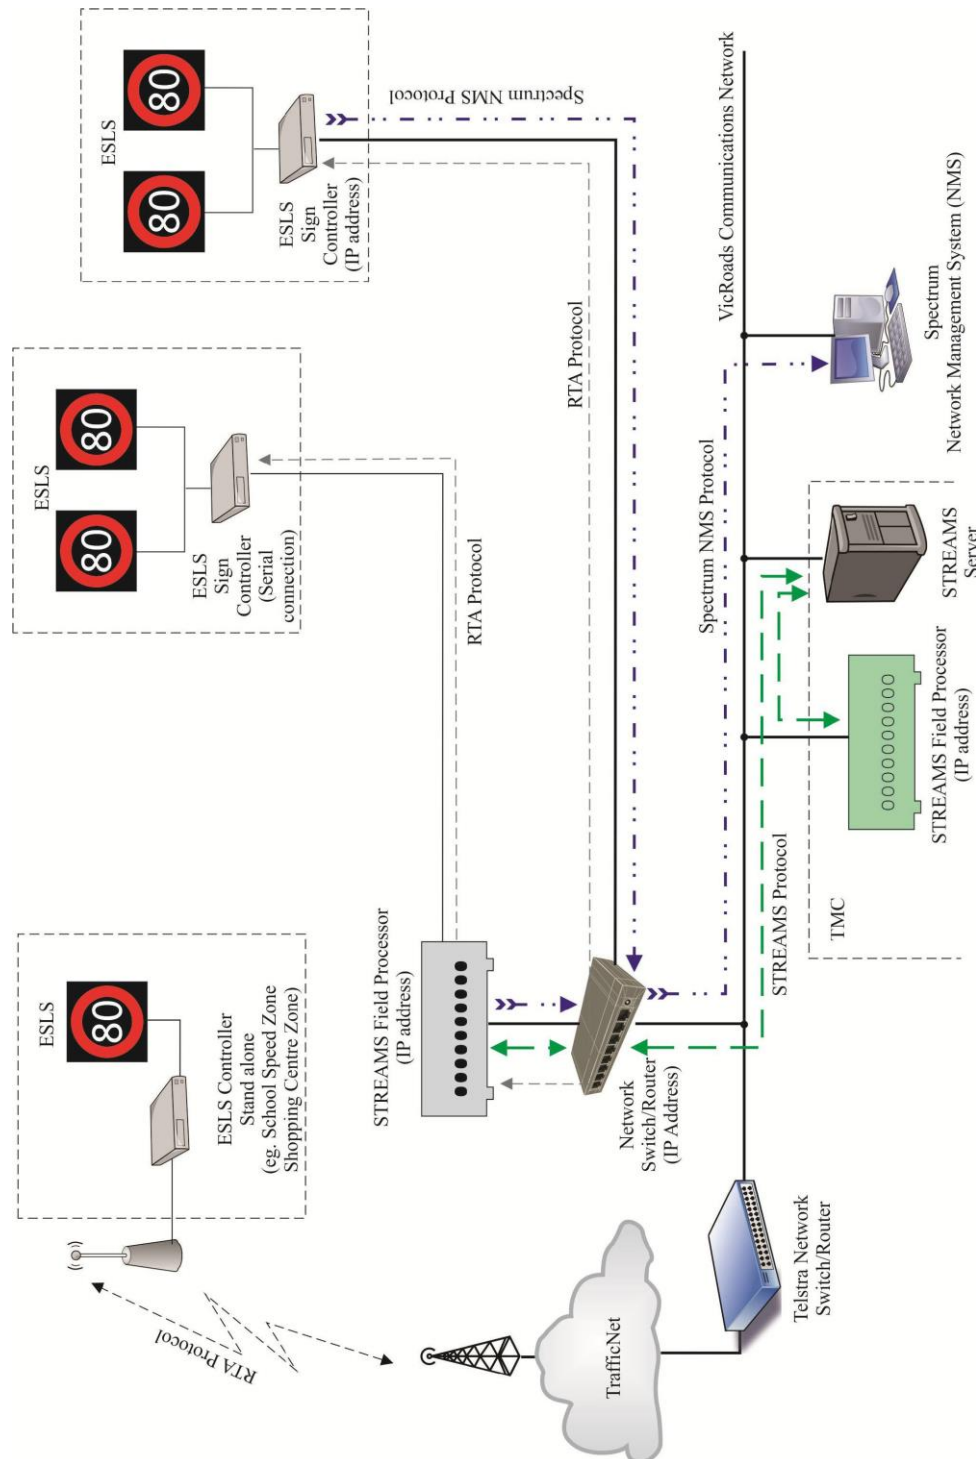 RTA Protocol
ESLS
80
ESLS Controller
Stand alone
(eg. School Speed Zone
Shopping Centre Zone)
ESLS
80
80
ESLS
Sign
Controller
(Serial
connection)
ESLS
80
80
ESLS
Sign
Controller
(IP address)
Spectrum NMS Protocol
RTA Protocol
RTA Protocol
STREAMS Field Processor
(IP address)
TrafficNet
Network
Switch/Router
(IP Address)
Spectrum NMS Protocol
VicRoads Communications Network
Telstra Network
Switch/Router
STREAMS Protocol
TMC
STREAMS Field Processor
(IP address)
STREAMS
Server
Spectrum
Network Management System (NMS)